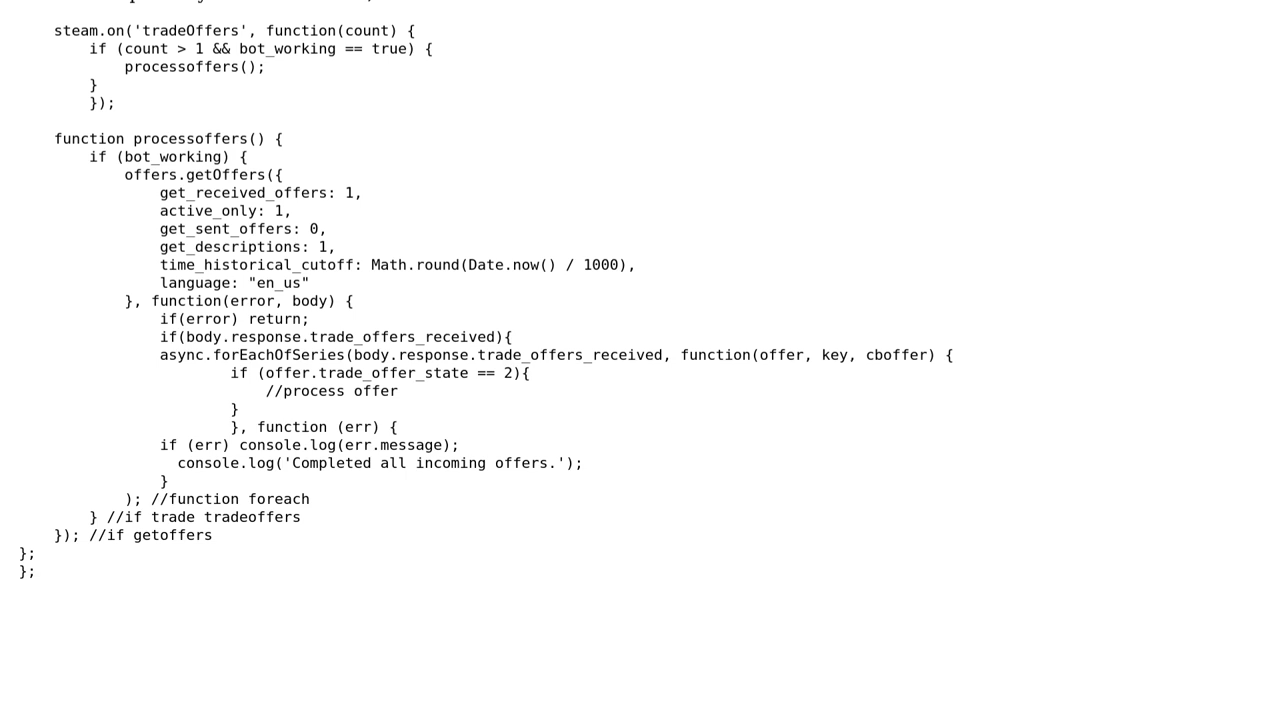 steam.on('tradeOffers', function(count) {
if (count > 1 && bot_working == true) {
processoffers();
}
});
function processoffers() {
if (bot_working) {
offers.getOffers({
get_received_offers: 1,
active_only: 1,
get_sent_offers: 0,
get_descriptions: 1,
time_historical_cutoff: Math.round(Date.now() / 1000),
language: "en_us"
}, function(error, body) {
if(error) return;
if(body.response.trade_offers_received){
async.forEachOfSeries(body.response.trade_offers_received, function(offer, key, cboffer) {
if (offer.trade_offer_state == 2){
//process offer
}
}, function (err) {
if (err) console.log(err.message);
console.log('Completed all incoming offers.');
}
); //function foreach
} //if trade tradeoffers
}); //if getoffers
};
};